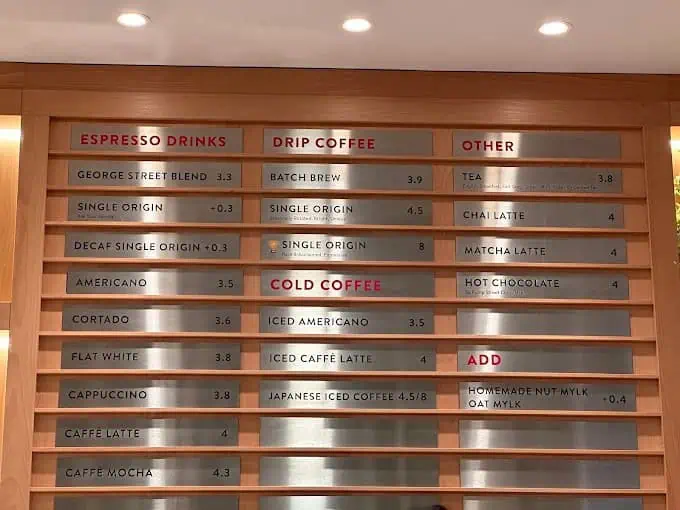 ESPRESSO DRINKS
GEORGE STREET BLEND 3.3
SINGLE ORIGIN +0.3
DECAF SINGLE ORIGIN +0.3
AMERICANO 3.5
CORTADO 3.6
FLAT WHITE 3.8
CAPPUCCINO 3.8
CAFFÈ LATTE 4
CAFFÈ MOCHA 4.3
DRIP COFFEE
BATCH BREW 3.9
SINGLE ORIGIN 4.5
SINGLE ORIGIN 8
COLD COFFEE
ICED AMERICANO 3.5
ICED CAFFÈ LATTE 4
JAPANESE ICED COFFEE 4.5/8
OTHER
TEA 3.8
CHAI LATTE 4
MATCHA LATTE 4
HOT CHOCOLATE 4
ADD
HOMEMADE NUT MYLK
OAT MYLK +0.4